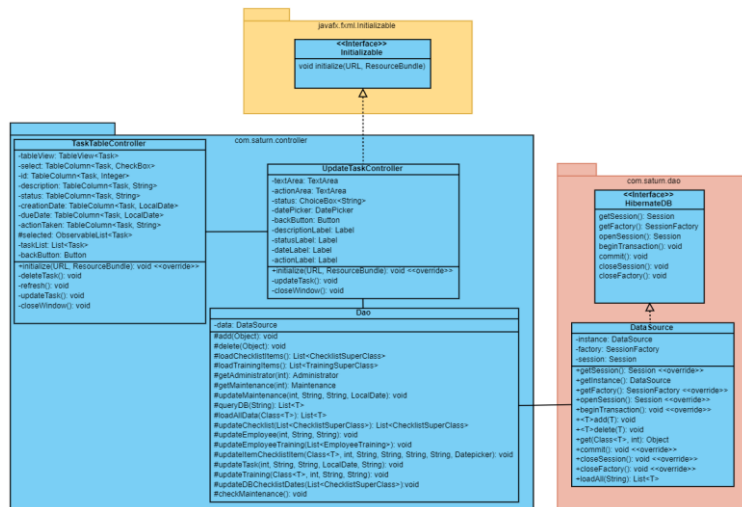 javafx.fxml.Initializable
<<Interface>>
Initializable
void initialize(URL, ResourceBundle)
com.saturn.controller
TaskTableController
-tableView: TableView<Task>
-select: TableColumn<Task, CheckBox>
-id: TableColumn<Task, Integer>
-description: TableColumn<Task, String>
-status: TableColumn<Task, String>
-creationDate: TableColumn<Task, LocalDate>
-dueDate: TableColumn<Task, LocalDate>
-actionTaken: TableColumn<Task, String>
#selected: ObservableList<Task>
-taskList: List<Task>
-backButton: Button
+initialize(URL, ResourceBundle): void <<override>>
-deleteTask(): void
-refresh(): void
-updateTask(): void
-closeWindow(): void
UpdateTaskController
-textArea: TextArea
-actionArea: TextArea
-status: ChoiceBox<String>
-datePicker: DatePicker
-backButton: Button
-descriptionLabel: Label
-statusLabel: Label
-dateLabel: Label
-actionLabel: Label
+initialize(URL, ResourceBundle): void <<override>>
-updateTask(): void
-closeWindow(): void
Dao
-data: DataSource
#add(Object): void
#delete(Object): void
#loadChecklistItems(): List<ChecklistSuperClass>
#loadTrainingItems(): List<TrainingSuperClass>
#getAdministrator(int): Administrator
#getMaintenance(int): Maintenance
#updateMaintenance(int, String, String, LocalDate): void
#queryDB(String): List<T>
#loadAllData(Class<T>): List<T>
#updateChecklist(List<ChecklistSuperClass>): List<ChecklistSuperClass>
#updateEmployee(int, String, String): void
#updateEmployeeTraining(List<EmployeeTraining>): void
#updateItemChecklistItem(Class<T>, int, String, String, String, String, Datepicker): void
#updateTask(int, String, String, LocalDate, String): void
#updateTraining(Class<T>, int, String, String): void
#updateDBChecklistDates(List<ChecklistSuperClass>):void
#checkMaintenance(): void
com.saturn.dao
<<Interface>>
HibernateDB
getSession(): Session
getFactory(): SessionFactory
openSession(): Session
beginTransaction(): void
commit(): void
closeSession(): void
closeFactory(): void
DataSource
-instance: DataSource
-factory: SessionFactory
-session: Session
+getSession(): Session <<override>>
+getInstance(): DataSource
+getFactory(): SessionFactory <<override>>
+openSession(): Session <<override>>
+beginTransaction(): void <<override>>
+<T>add(T): void
+<T>delete(T): void
+get(Class<T>, int): Object
+commit(): void <<override>>
+closeSession(): void <<override>>
+closeFactory(): void <<override>>
+loadAll(String): List<T>